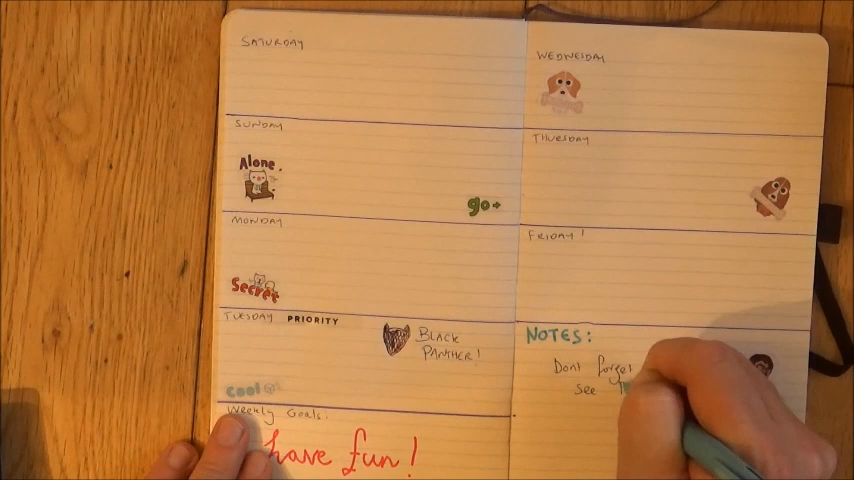 SATURDAY
SUNDAY
Alone.
go
MONDAY
Secret
TUESDAY PRIORITY
BLACK
PANTHER!
cool
Weekly Goals:
have fun!
WEDNESDAY
THURSDAY
FRIDAY!
NOTES:
Dont forget
see